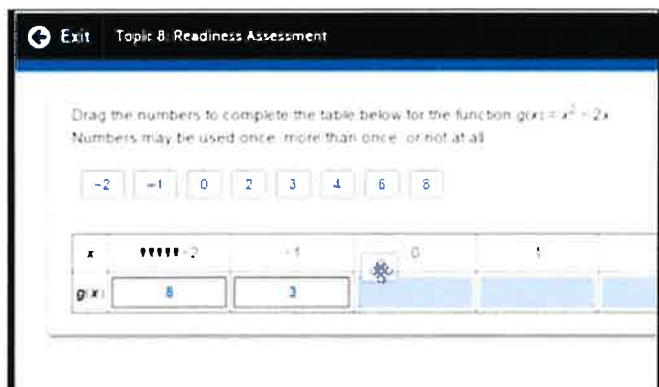 Exit Topic 8: Readiness Assessment
Drag the numbers to complete the table below for the function g(x) = x² - 2x
Numbers may be used once, more than once, or not at all
-2 -1 0 2 3 4 6 8
x -2 -1 0 1
g(x) 8 3